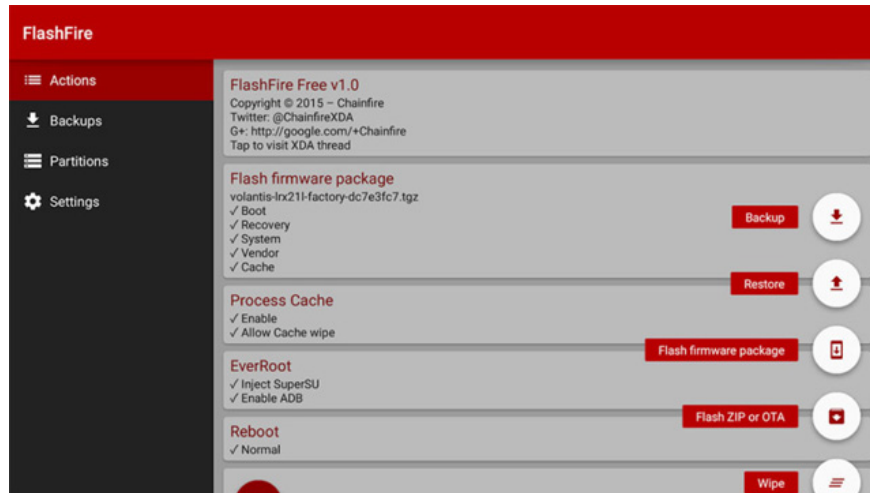 FlashFire
Actions
Backups
Partitions
Settings
FlashFire Free v1.0
Copyright © 2015 – Chainfire
Twitter: @ChainfireXDA
G+: http://google.com/+Chainfire
Tap to visit XDA thread
Flash firmware package
volantis-lrx21l-factory-dc7e3fc7.tgz
✓ Boot
✓ Recovery
✓ System
✓ Vendor
✓ Cache
Process Cache
✓ Enable
✓ Allow Cache wipe
EverRoot
✓ Inject SuperSU
✓ Enable ADB
Reboot
✓ Normal
Backup
Restore
Flash firmware package
Flash ZIP or OTA
Wipe